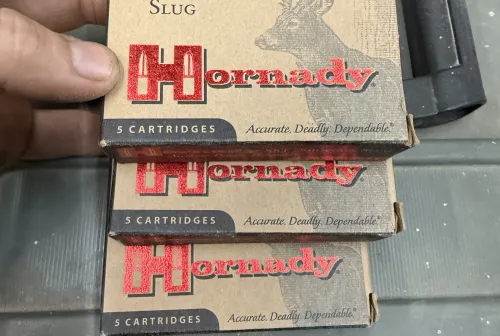 SLUG
Hornady
5 CARTRIDGES
Accurate. Deadly. Dependable.®
Hornady
5 CARTRIDGES
Accurate. Deadly. Dependable.®
Hornady
5 CARTRIDGES
Accurate. Deadly. Dependable.®